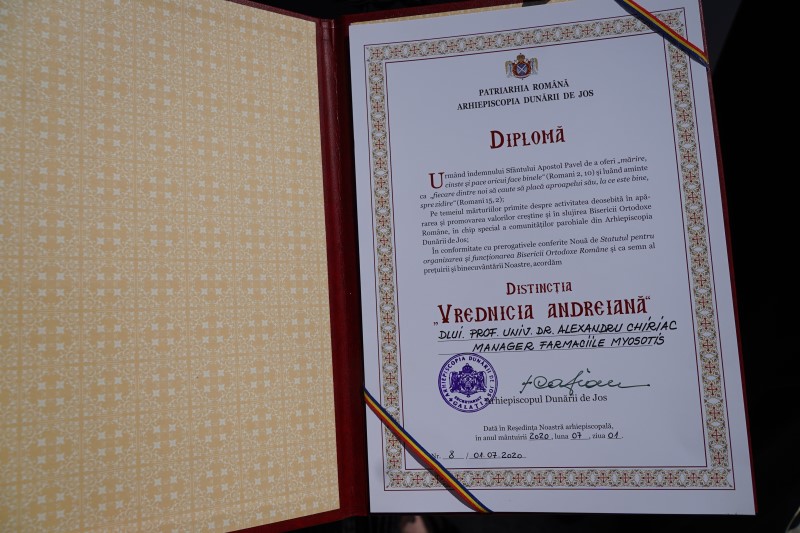 PATRIARHIA ROMÂNĂ
ARHIEPISCOPIA DUNĂRII DE JOS
DIPLOMĂ
Urmând îndemnului Sfântului Apostol Pavel de a oferi „mărire,
cinste și pace oricui face binele” (Romani 2, 10) și luând aminte
ca „fiecare dintre noi să caute să placă aproapelui său, la ce este bine,
spre zidire” (Romani 15, 2);
Pe temeiul mărturiilor primite despre activitatea deosebită în apă-
rarea și promovarea valorilor creștine și în slujirea Bisericii Ortodoxe
Române, în chip special a comunităților parohiale din Arhiepiscopia
Dunării de Jos;
În conformitate cu prerogativele conferite Nouă de Statutul pentru
organizarea și funcționarea Bisericii Ortodoxe Române și ca semn al
prețuirii și binecuvântării Noastre, acordăm
DISTINCȚIA
„VREDNICIA ANDREIANĂ“
DLUI. PROF. UNIV. DR. ALEXANDRU CHIRIAC
MANAGER FARMACIILE MYOSOTIS
ARHIEPISCOPIA DUNĂRII DE JOS
GALAȚI
Arhiepiscopul Dunării de Jos
Dată în Reședința Noastră arhiepiscopală,
în anul mântuirii 2020, luna 07, ziua 01.
Nr. 8 / 01.07.2020